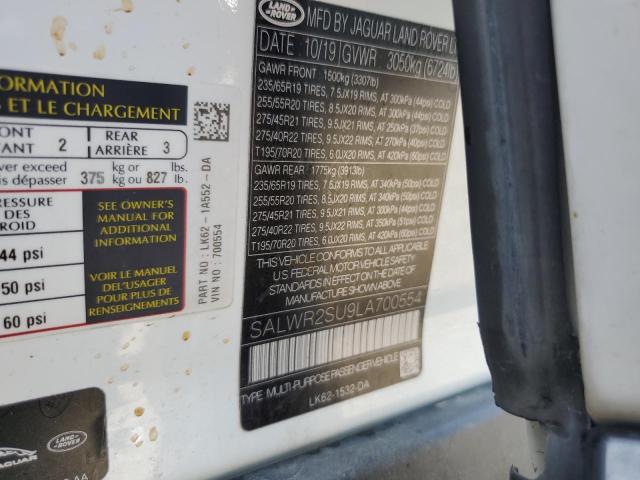 FORMATION
ET LE CHARGEMENT
ONT 2
ANT
REAR 3
ARRIÈRE
ever exceed 375 kg or 827 lbs.
is dépasser kg ou lb.
RESSURE
DES
ROID
44 psi
50 psi
60 psi
SEE OWNER'S
MANUAL FOR
ADDITIONAL
INFORMATION
VOIR LE MANUEL
DE L'USAGER
POUR PLUS DE
RENSEIGNEMENTS
PART NO : LK62 - 1A552 - DA
VIN : 700554
LAND
ROVER
JAGUAR
LAND
ROVER
MFD BY JAGUAR LAND ROVER L
DATE 10/19 GVWR 3050kg (6724lb
GAWR FRONT 1500kg (3307lb)
235/65R19 TIRES, 7.5JX19 RIMS, AT 300kPa (44psi) COLD
255/55R20 TIRES, 8.5JX20 RIMS, AT 300kPa (44psi) COLD
275/45R21 TIRES, 9.5JX21 RIMS, AT 250kPa (37psi) COLD
275/40R22 TIRES, 9.5JX22 RIMS, AT 270kPa (40psi) COLD
T195/70R20 TIRES, 6.0JX20 RIMS, AT 420kPa (60psi) COLD
GAWR REAR 1775kg (3913lb)
235/65R19 TIRES, 7.5JX19 RIMS, AT 340kPa (50psi) COLD
255/55R20 TIRES, 8.5JX20 RIMS, AT 340kPa (50psi) COLD
275/45R21 TIRES, 9.5JX21 RIMS, AT 300kPa (44psi) COLD
275/40R22 TIRES, 9.5JX22 RIMS, AT 350kPa (51psi) COLD
T195/70R20 TIRES, 6.0JX20 RIMS, AT 420kPa (60psi) COLD
THIS VEHICLE CONFORMS TO ALL APPLICABLE
U.S FEDERAL MOTOR VEHICLE SAFETY STANDARDS
IN EFFECT ON THE DATE OF MANUFACTURE SHOWN ABOVE
SALWR2SU9LA700554
TYPE: MULTI-PURPOSE PASSENGER VEHICLE
LK62-1532-DA